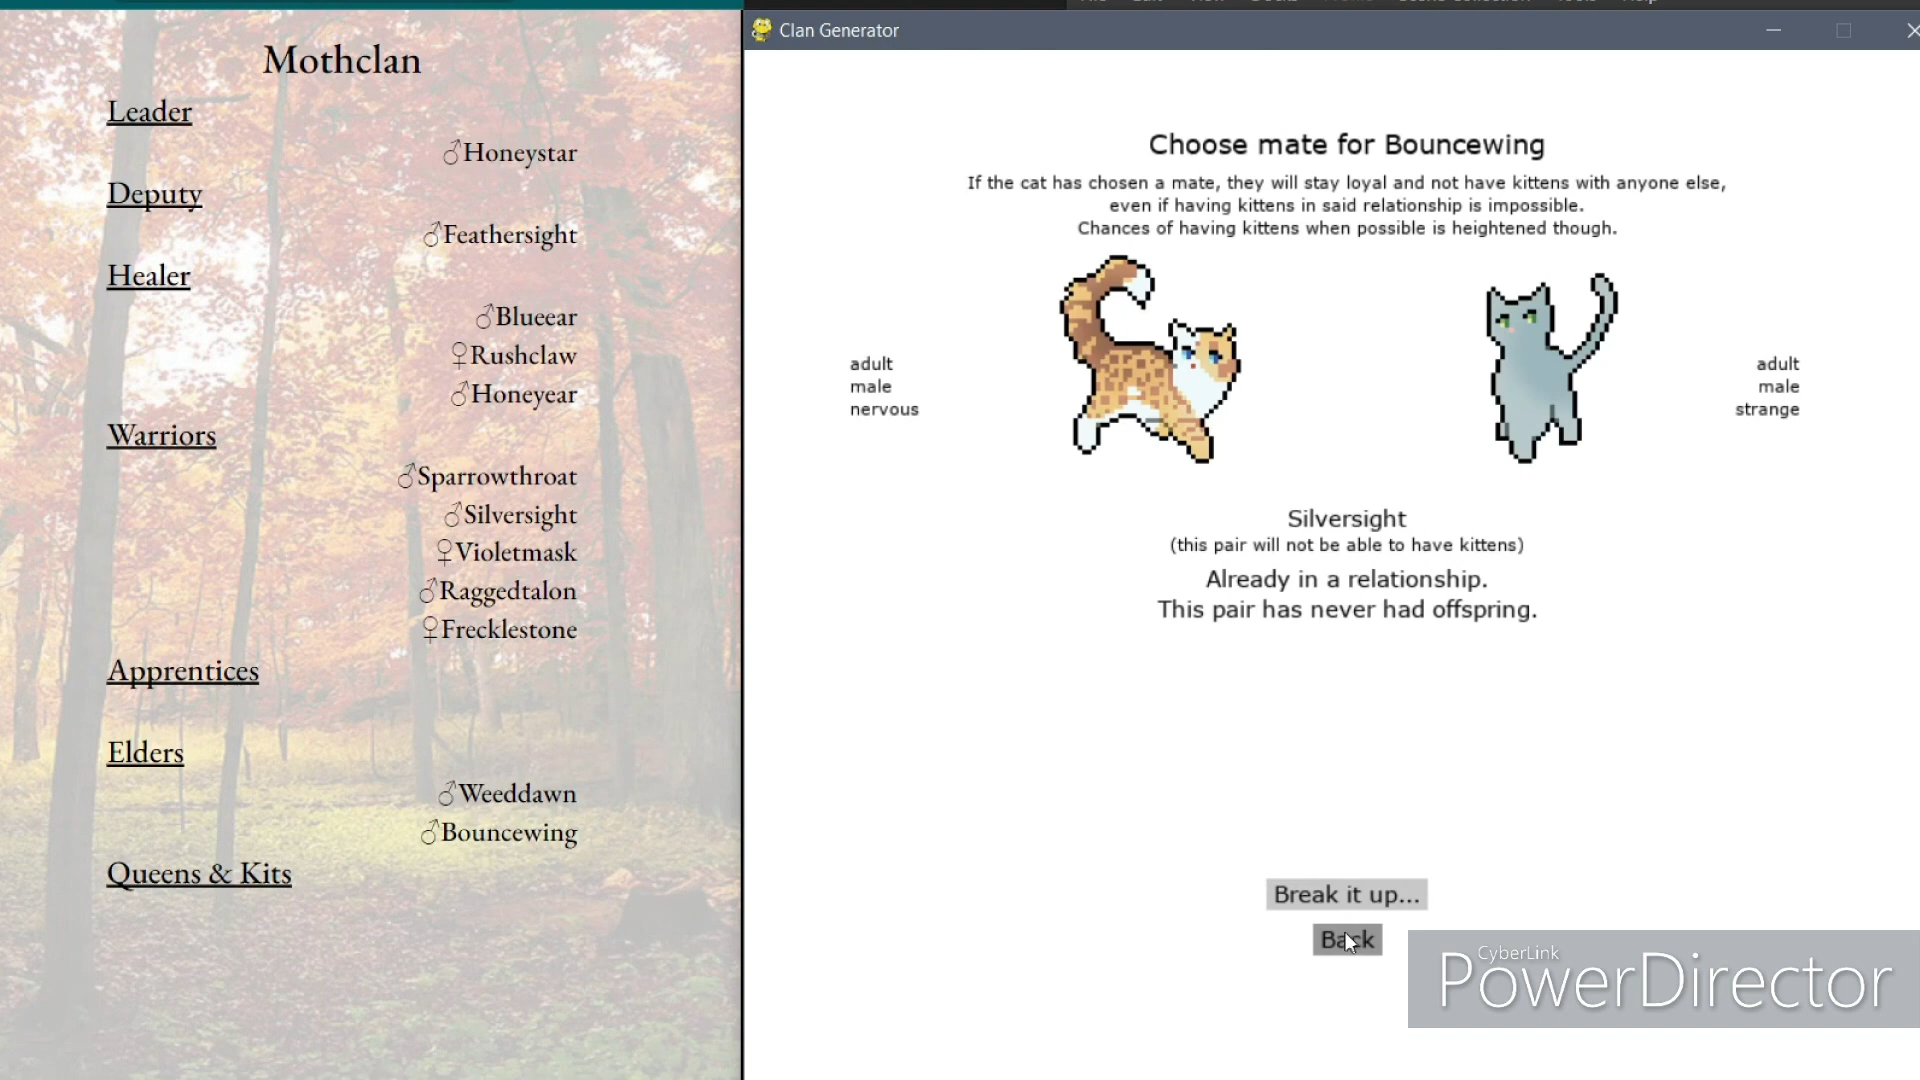 Mothclan
Leader
♂Honeystar
Deputy
♂Feathersight
Healer
♂Blueear
♀Rushclaw
♂Honeyear
Warriors
♂Sparrowthroat
♂Silversight
♀Violetmask
♂Raggedtalon
♀Frecklestone
Apprentices
Elders
♂Weeddawn
♂Bouncewing
Queens & Kits
Clan Generator
Choose mate for Bouncewing
If the cat has chosen a mate, they will stay loyal and not have kittens with anyone else,
even if having kittens in said relationship is impossible.
Chances of having kittens when possible is heightened though.
adult
male
nervous
adult
male
strange
Silversight
(this pair will not be able to have kittens)
Already in a relationship.
This pair has never had offspring.
Break it up...
Back
CyberLink
PowerDirector